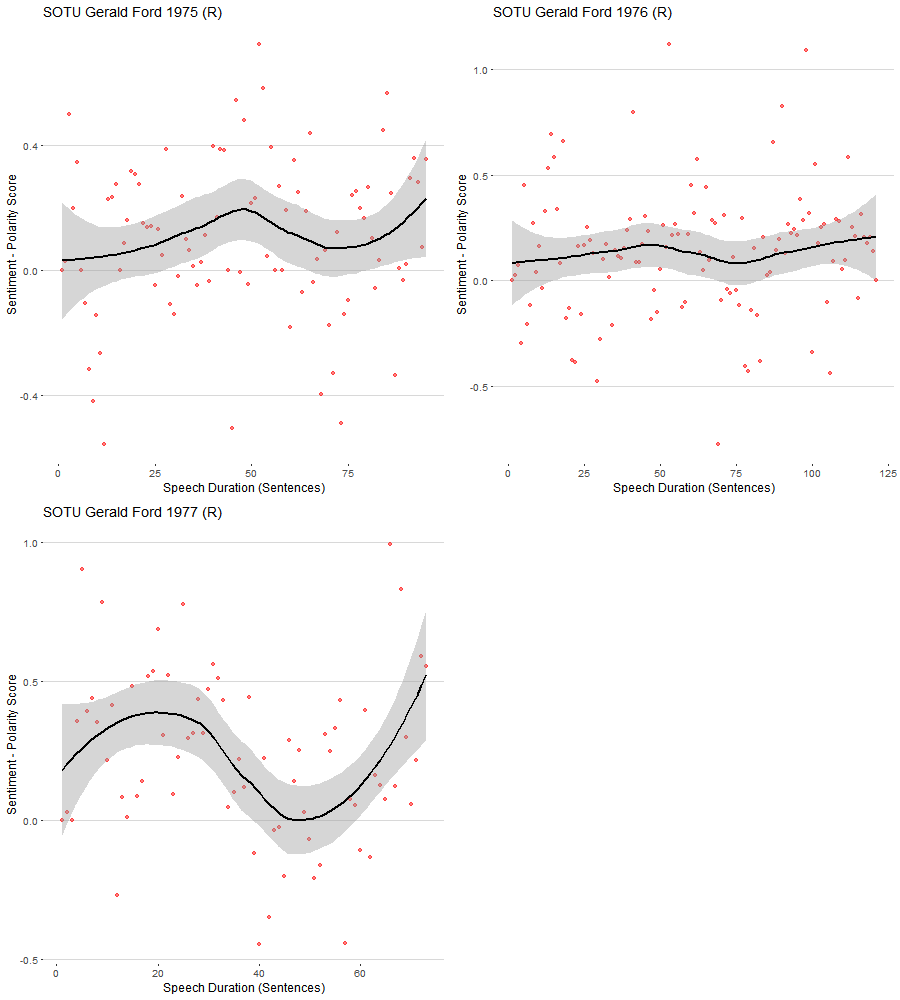 SOTU Gerald Ford 1975 (R)
Sentiment - Polarity Score
0.4
0.0
-0.4
0
25
50
75
Speech Duration (Sentences)
SOTU Gerald Ford 1976 (R)
Sentiment - Polarity Score
1.0
0.5
0.0
-0.5
0
25
50
75
100
125
Speech Duration (Sentences)
SOTU Gerald Ford 1977 (R)
Sentiment - Polarity Score
1.0
0.5
0.0
-0.5
0
20
40
60
Speech Duration (Sentences)